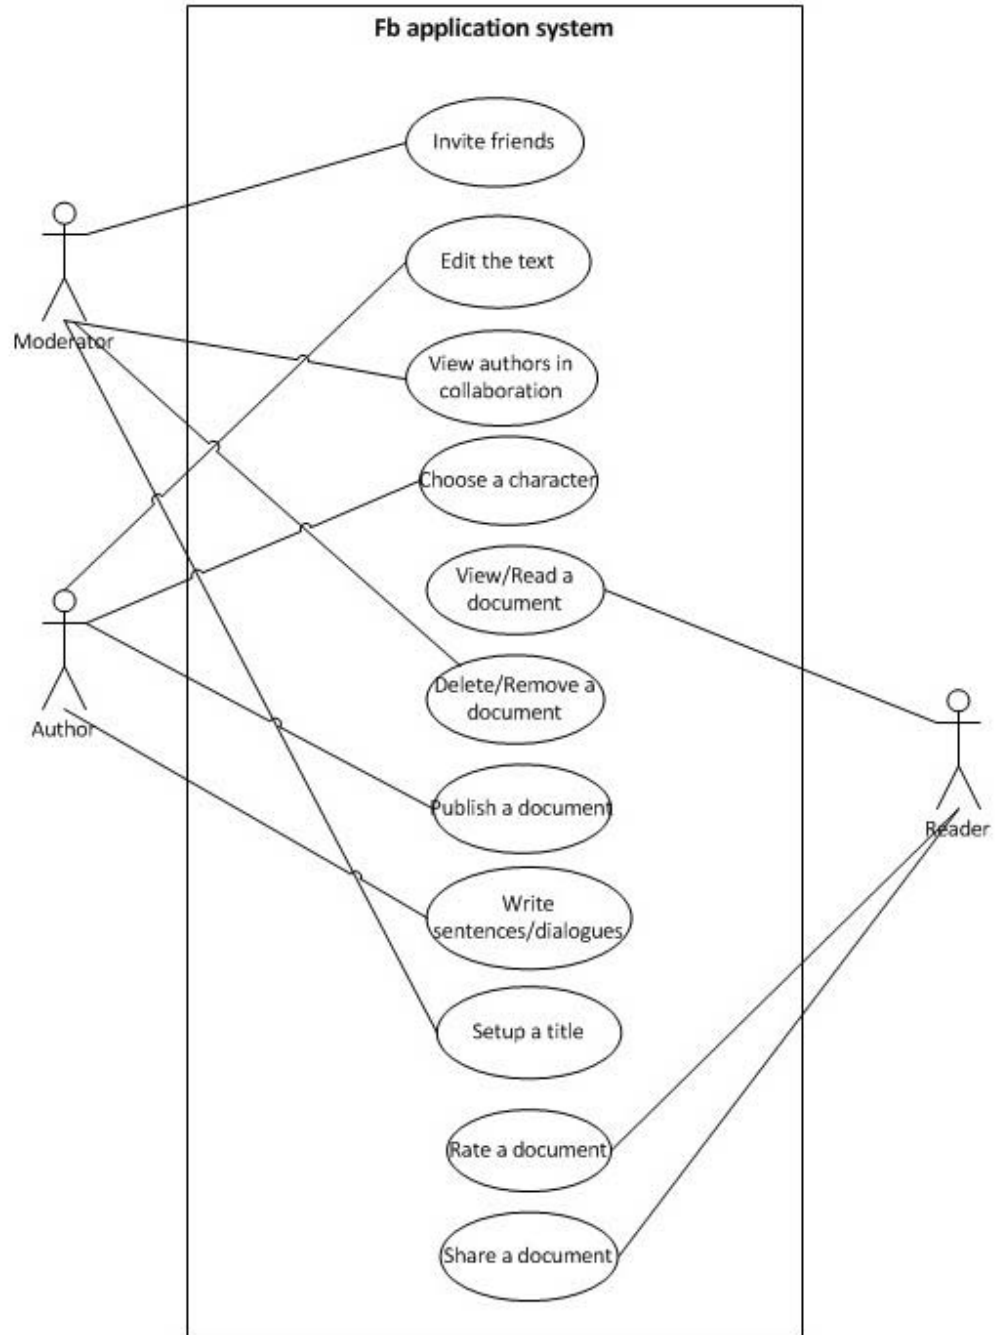 Fb application system
Invite friends
Edit the text
Moderator
View authors in
collaboration
Choose a character
View/Read a
document
Delete/Remove a
document
Author
Publish a document
Reader
Write
sentences/dialogues
Setup a title
Rate a document
Share a document